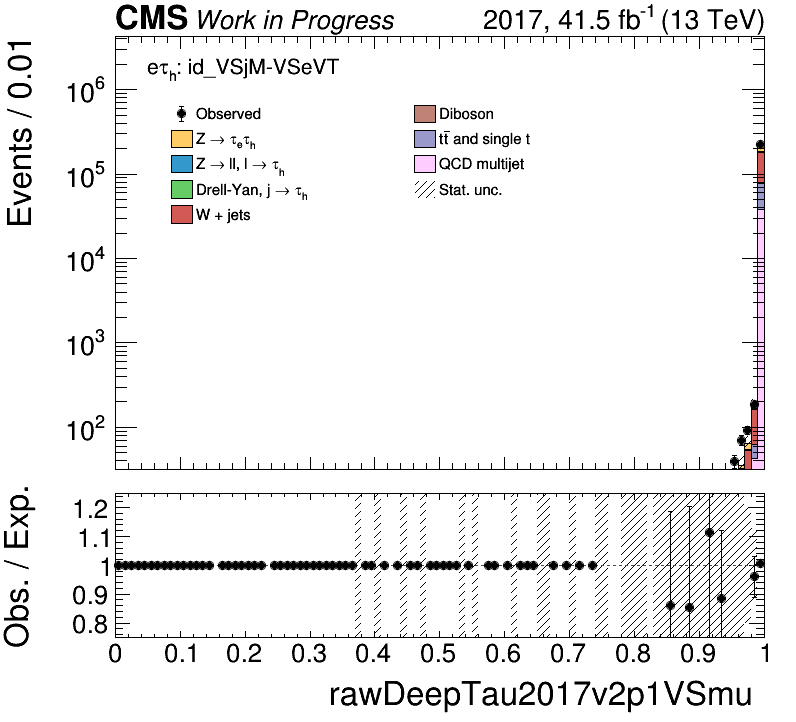 CMS Work in Progress 2017, 41.5 fb⁻¹ (13 TeV)
Events / 0.01
eτₕ: id_VSjM-VSeVT
Observed
Z → τₑτₕ
Z → ll, l → τₕ
Drell-Yan, j → τₕ
W + jets
Diboson
tt̄ and single t
QCD multijet
Stat. unc.
10⁶
10⁵
10⁴
10³
10²
Obs. / Exp.
1.2
1.1
1
0.9
0.8
0 0.1 0.2 0.3 0.4 0.5 0.6 0.7 0.8 0.9 1
rawDeepTau2017v2p1VSmu